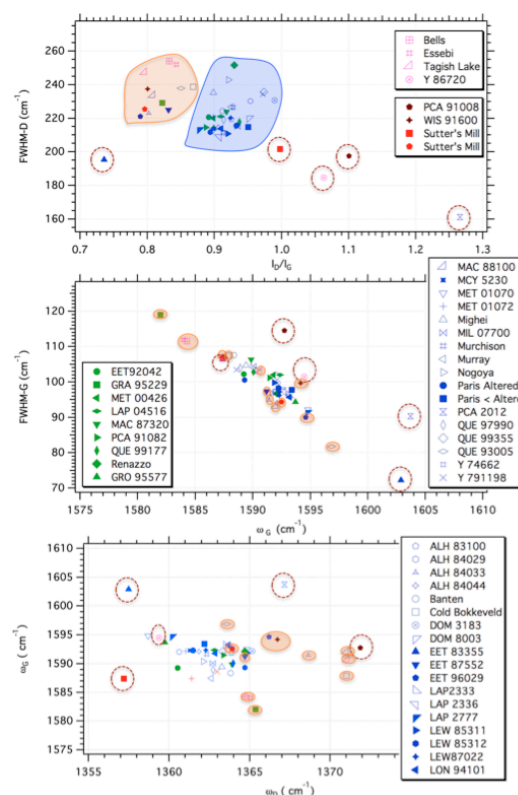 260
240
220
200
180
160
FWHM-D (cm⁻¹)
0.7 0.8 0.9 1.0 1.1 1.2 1.3
I_D/I_G
Bells
Essebi
Tagish Lake
Y 86720
PCA 91008
WIS 91600
Sutter's Mill
Sutter's Mill
120
110
100
90
80
70
FWHM-G (cm⁻¹)
1575 1580 1585 1590 1595 1600 1605
ω_G (cm⁻¹)
EET92042
GRA 95229
MET 00426
LAP 04516
MAC 87320
PCA 91082
QUE 99177
Renazzo
GRO 95577
MAC 88100
MCY 5230
MET 01070
MET 01072
Mighei
MIL 07700
Murchison
Murray
Nogoya
Paris Altered
Paris < Altered
PCA 2012
QUE 97990
QUE 99355
QUE 93005
Y 74662
Y 791198
1610
1605
1600
1595
1590
1585
1580
1575
ω_G (cm⁻¹)
1355 1360 1365 1370
ω_D (cm⁻¹)
ALH 83100
ALH 84029
ALH 84033
ALH 84044
Banten
Cold Bokkeveld
DOM 3183
DOM 8003
EET 83355
EET 87552
EET 96029
LAP2333
LAP 2336
LAP 2777
LEW 85311
LEW 85312
LEW87022
LON 94101